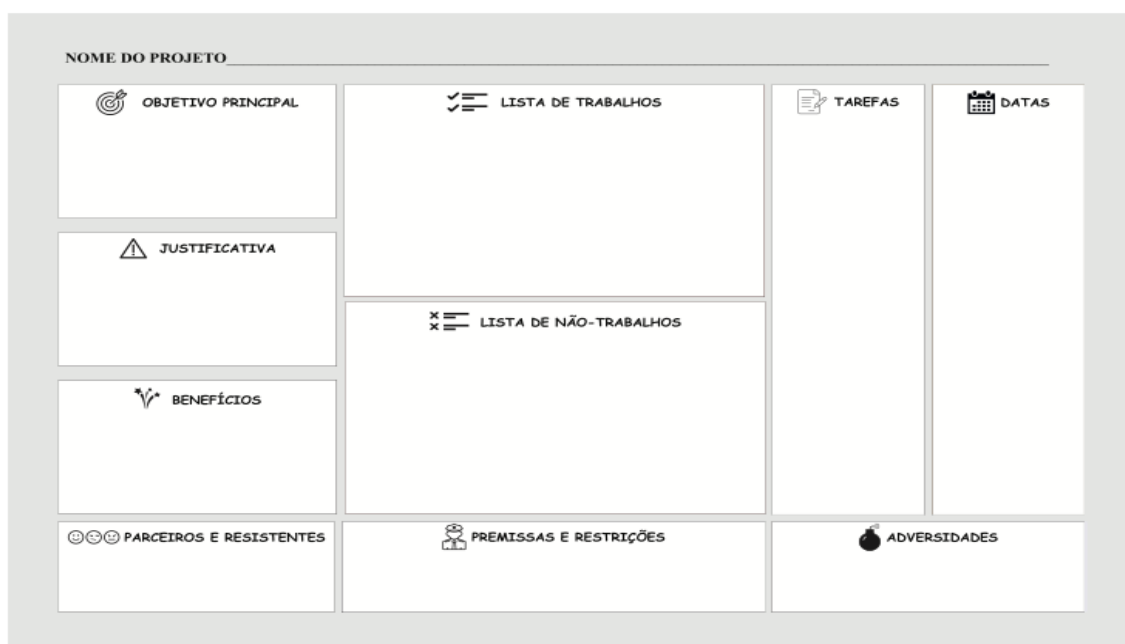 NOME DO PROJETO
OBJETIVO PRINCIPAL
LISTA DE TRABALHOS
TAREFAS
DATAS
JUSTIFICATIVA
LISTA DE NÃO-TRABALHOS
BENEFÍCIOS
PARCEIROS E RESISTENTES
PREMISSAS E RESTRIÇÕES
ADVERSIDADES